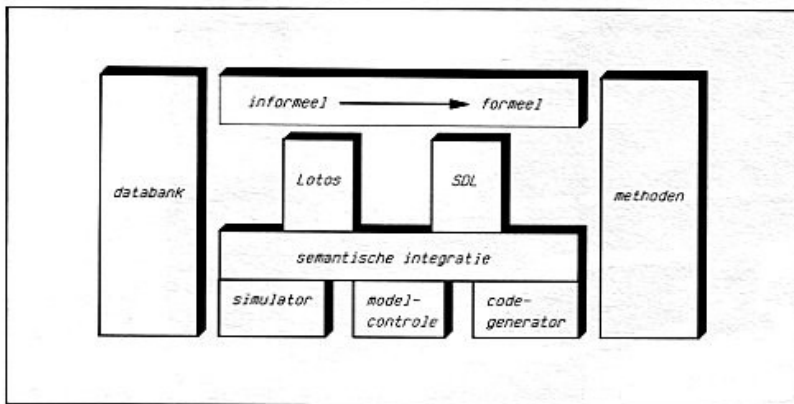 databank
informeel formeel
Lotos
SDL
semantische integratie
simulator
model-
controle
code-
generator
methoden